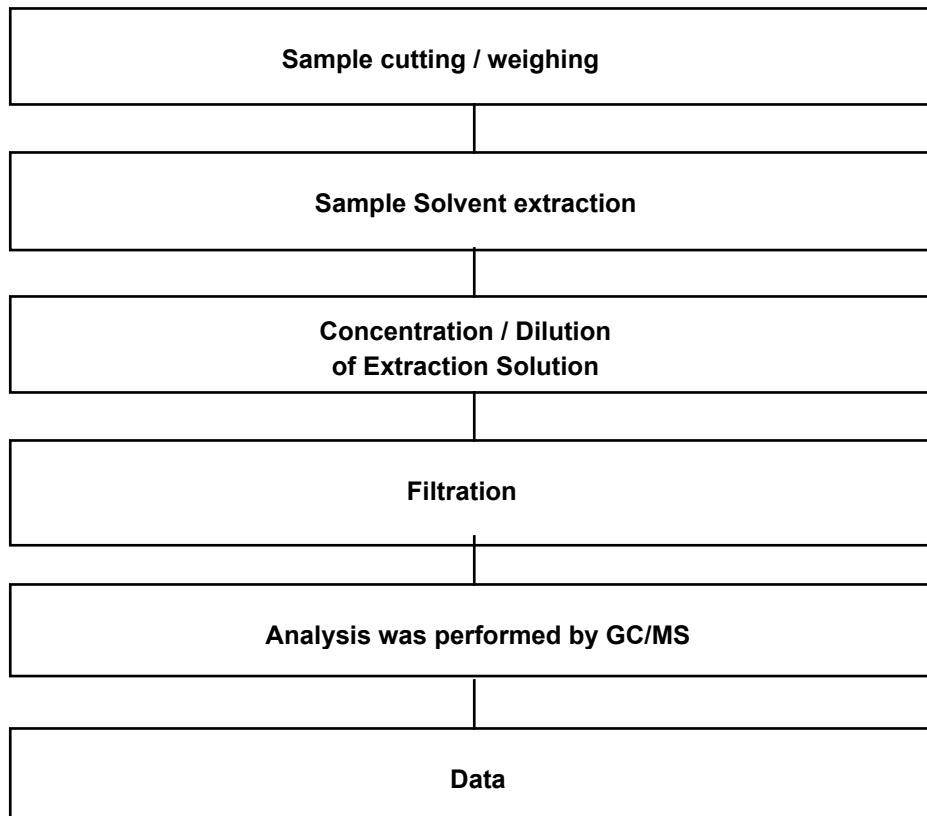 Sample cutting / weighing
Sample Solvent extraction
Concentration / Dilution
of Extraction Solution
Filtration
Analysis was performed by GC/MS
Data